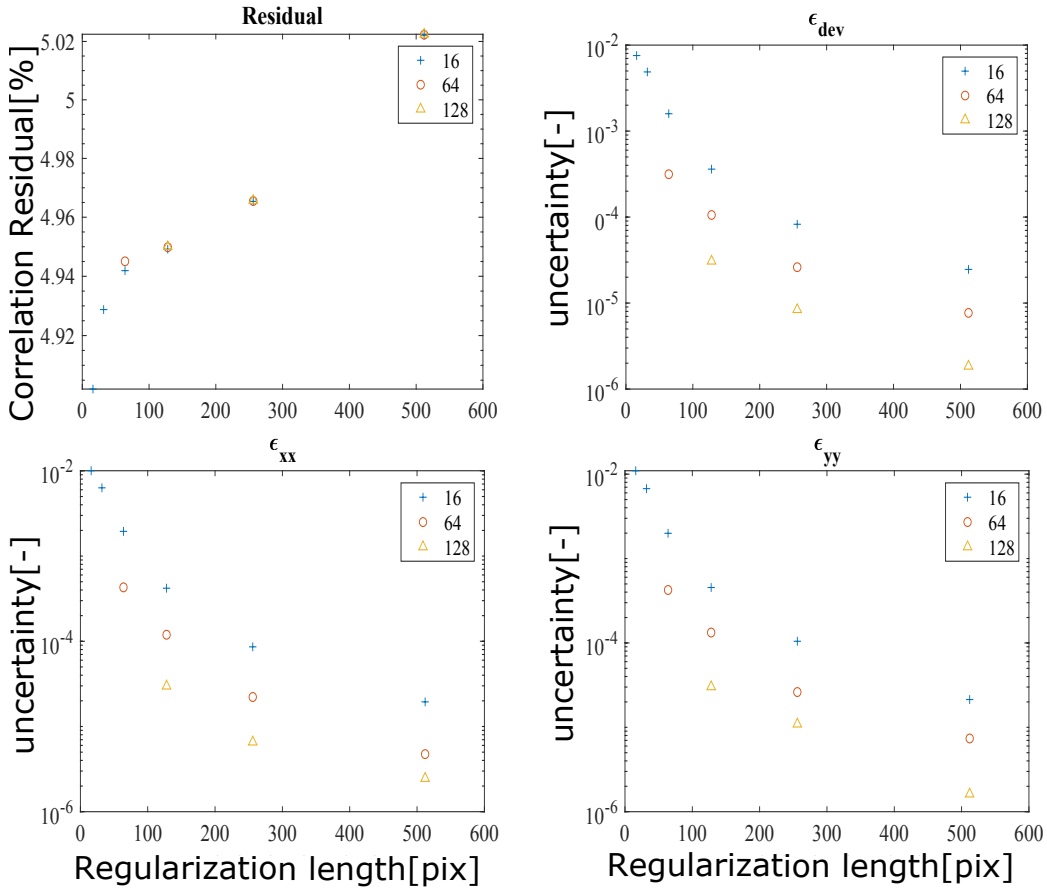 Residual
Correlation Residual[%]
5.02
5
4.98
4.96
4.94
4.92
0 100 200 300 400 500 600
16
64
128
ϵdev
uncertainty[-]
10-2
10-3
0-4
10-5
10-6
0 100 200 300 400 500 600
16
64
128
ϵxx
uncertainty[-]
10-2
10-4
10-6
0 100 200 300 400 500 600
Regularization length[pix]
16
64
128
ϵyy
uncertainty[-]
10-2
10-4
10-6
0 100 200 300 400 500 600
Regularization length[pix]
16
64
128